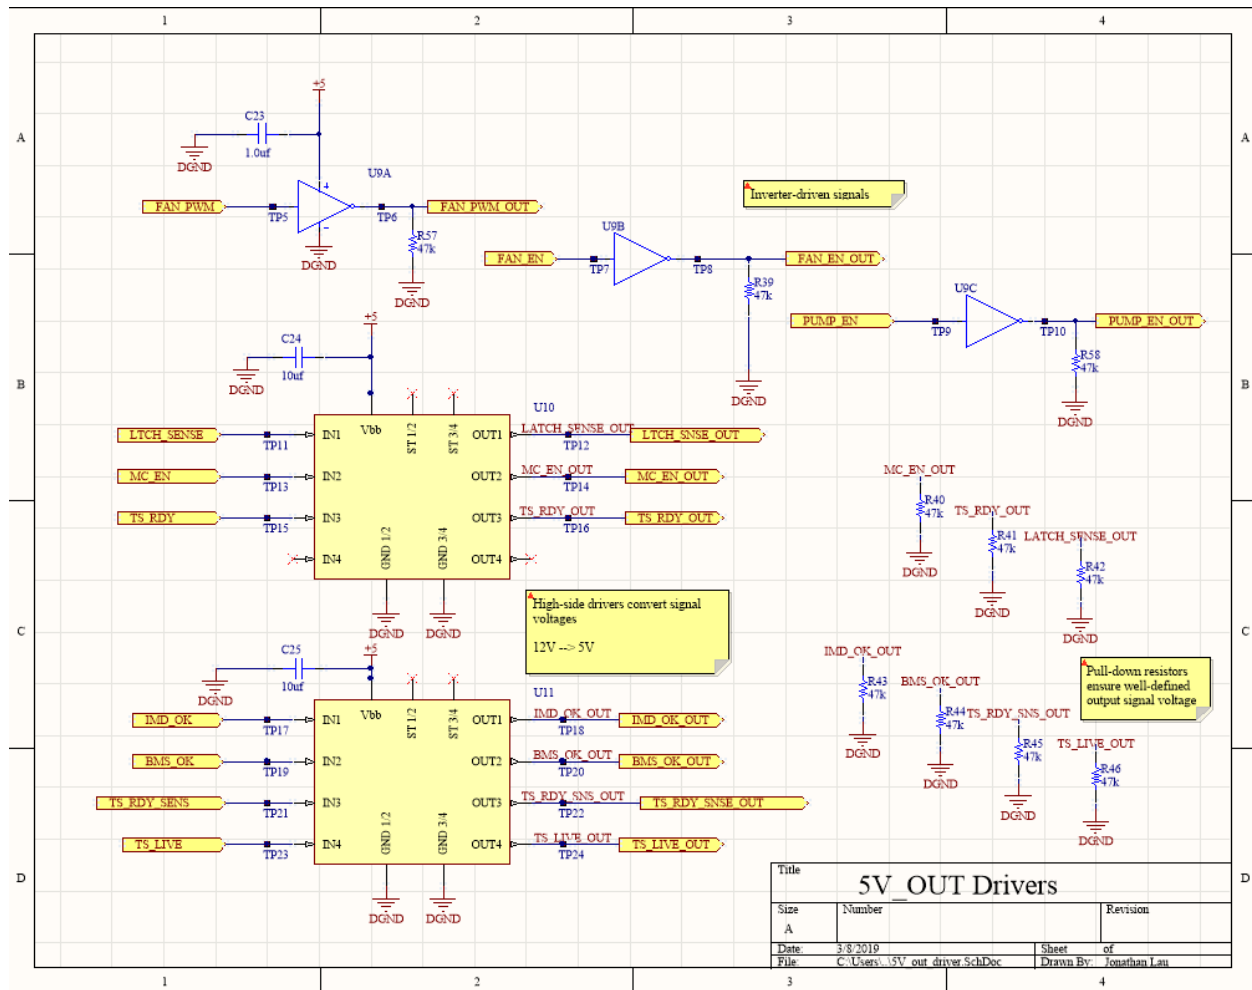 1 2 3 4
A A
B B
C C
D D
1 2 3 4
+5
C23
1.0uf
DGND
U9A
+
-
FAN_PWM
TP5
TP6
FAN_PWM_OUT
R57
47k
DGND
DGND
Inverter-driven signals
U9B
FAN_EN
TP7
TP8
FAN_EN_OUT
R39
47k
DGND
U9C
PUMP_EN
TP9
TP10
PUMP_EN_OUT
R58
47k
DGND
+5
C24
10uf
DGND
U10
Vbb
ST 1/2
ST 3/4
LTCH_SENSE
TP11
IN1
OUT1
LATCH_SENSE_OUT
TP12
LTCH_SNSE_OUT
MC_EN
TP13
IN2
OUT2
MC_EN_OUT
TP14
MC_EN_OUT
TS_RDY
TP15
IN3
OUT3
TS_RDY_OUT
TP16
TS_RDY_OUT
IN4
OUT4
GND 1/2
GND 3/4
DGND
DGND
MC_EN_OUT
R40
47k
DGND
TS_RDY_OUT
R41
47k
DGND
LATCH_SENSE_OUT
R42
47k
DGND
High-side drivers convert signal
voltages
12V --> 5V
+5
C25
10uf
DGND
U11
Vbb
ST 1/2
ST 3/4
IMD_OK
TP17
IN1
OUT1
IMD_OK_OUT
TP18
IMD_OK_OUT
BMS_OK
TP19
IN2
OUT2
BMS_OK_OUT
TP20
BMS_OK_OUT
TS_RDY_SENS
TP21
IN3
OUT3
TS_RDY_SNS_OUT
TP22
TS_RDY_SNSE_OUT
TS_LIVE
TP23
IN4
OUT4
TS_LIVE_OUT
TP24
TS_LIVE_OUT
GND 1/2
GND 3/4
DGND
DGND
IMD_OK_OUT
R43
47k
DGND
BMS_OK_OUT
R44
47k
DGND
TS_RDY_SNS_OUT
R45
47k
DGND
TS_LIVE_OUT
R46
47k
DGND
Pull-down resistors
ensure well-defined
output signal voltage
Title
5V_OUT Drivers
Size Number Revision
A
Date: 3/8/2019 Sheet of
File: C:\Users\..\5V_out_driver.SchDoc Drawn By: Jonathan Lau